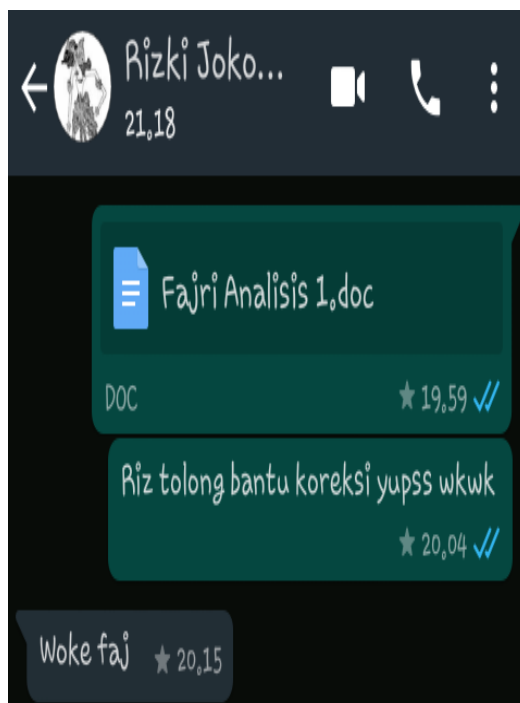 Rizki Joko...
21.18
Fajri Analisis 1.doc
DOC
19.59
Riz tolong bantu koreksi yupss wkwk
20.04
Woke faj
20.15